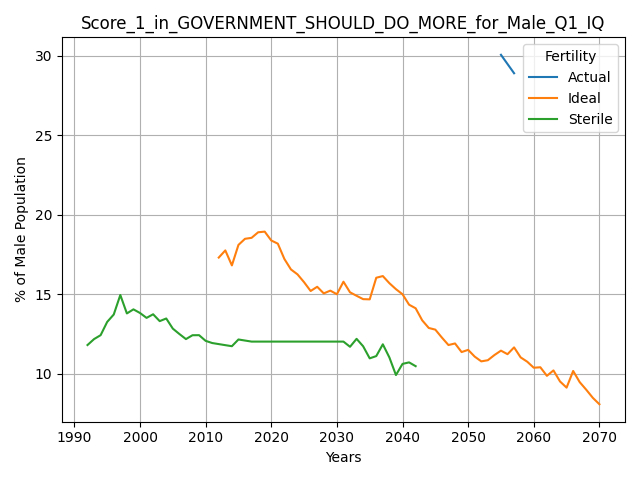 Score_1_in_GOVERNMENT_SHOULD_DO_MORE_for_Male_Q1_IQ
Fertility
Actual
Ideal
Sterile
% of Male Population
30
25
20
15
10
1990 2000 2010 2020 2030 2040 2050 2060 2070
Years